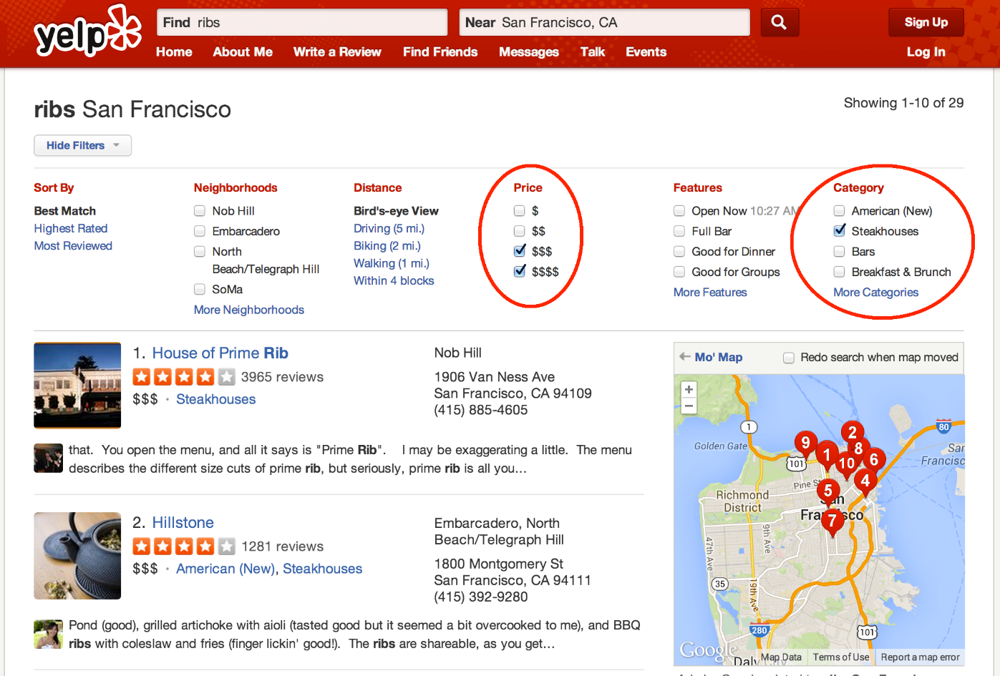 yelp
Find ribs
Near San Francisco, CA
Sign Up
Home About Me Write a Review Find Friends Messages Talk Events
Log In
ribs San Francisco
Showing 1-10 of 29
Hide Filters
Sort By
Best Match
Highest Rated
Most Reviewed
Neighborhoods
Nob Hill
Embarcadero
North
Beach/Telegraph Hill
SoMa
More Neighborhoods
Distance
Bird's-eye View
Driving (5 mi.)
Biking (2 mi.)
Walking (1 mi.)
Within 4 blocks
Price
$
$$
$$$
$$$$
Features
Open Now 10:27 AM
Full Bar
Good for Dinner
Good for Groups
More Features
Category
American (New)
Steakhouses
Bars
Breakfast & Brunch
More Categories
1. House of Prime Rib
3965 reviews
$$$ · Steakhouses
Nob Hill
1906 Van Ness Ave
San Francisco, CA 94109
(415) 885-4605
that. You open the menu, and all it says is "Prime Rib". I may be exaggerating a little. The menu
describes the different size cuts of prime rib, but seriously, prime rib is all you...
2. Hillstone
1281 reviews
$$$ · American (New), Steakhouses
Embarcadero, North
Beach/Telegraph Hill
1800 Montgomery St
San Francisco, CA 94111
(415) 392-9280
Pond (good), grilled artichoke with aioli (tasted good but it seemed a bit overcooked to me), and BBQ
ribs with coleslaw and fries (finger lickin' good!). The ribs are shareable, as you get...
Mo' Map
Redo search when map moved
+
−
1
80
2
9
8
Golden Gate
1
6
San
Francisco
101
10
4
Pine St
5
Richmond
District
San
Francisco
7
9th Ave
47th Ave
35
19th Ave
280
101
Google
Daly City
Map Data
Terms of Use
Report a map error